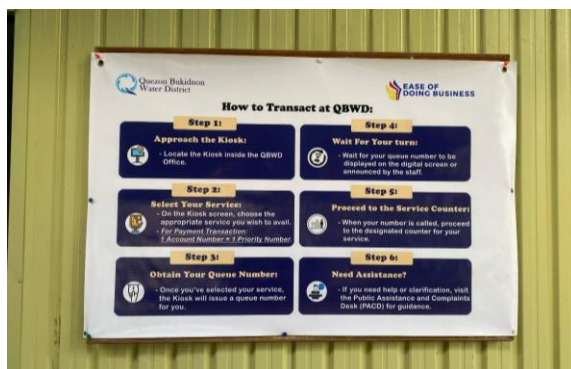 Quezon Bukidnon
Water District
EASE OF
DOING BUSINESS
How to Transact at QBWD:
Step 1:
Approach the Kiosk:
- Locate the Kiosk inside the QBWD
Office.
Step 2:
Select Your Service:
- On the Kiosk screen, choose the
appropriate service you wish to avail.
- For Payment Transaction:
1 Account Number = 1 Priority Number
Step 3:
Obtain Your Queue Number:
- Once you've selected your service,
the Kiosk will issue a queue number
for you.
Step 4:
Wait For Your turn:
- Wait for your queue number to be
displayed on the digital screen or
announced by the staff.
Step 5:
Proceed to the Service Counter:
- When your number is called, proceed
to the designated counter for your
service.
Step 6:
Need Assistance?
- If you need help or clarification, visit
the Public Assistance and Complaints
Desk (PACD) for guidance.